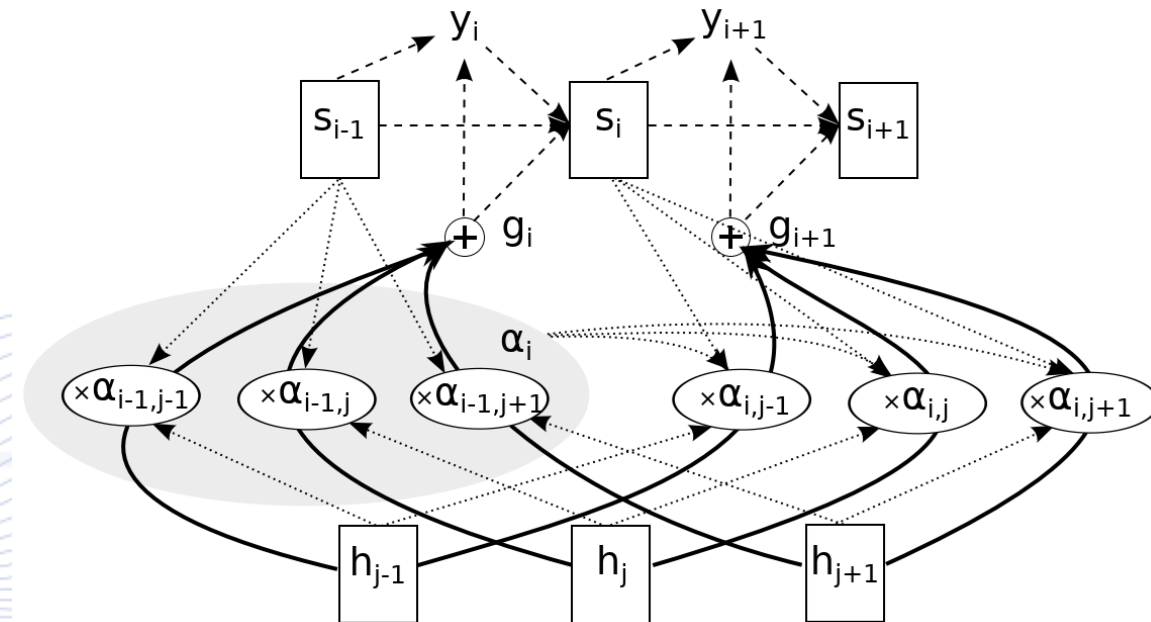 yᵢ yᵢ₊₁
sᵢ₋₁ sᵢ sᵢ₊₁
+ gᵢ + gᵢ₊₁
αᵢ
×αᵢ₋₁,ⱼ₋₁ ×αᵢ₋₁,ⱼ ×αᵢ₋₁,ⱼ₊₁ ×αᵢ,ⱼ₋₁ ×αᵢ,ⱼ ×αᵢ,ⱼ₊₁
hⱼ₋₁ hⱼ hⱼ₊₁